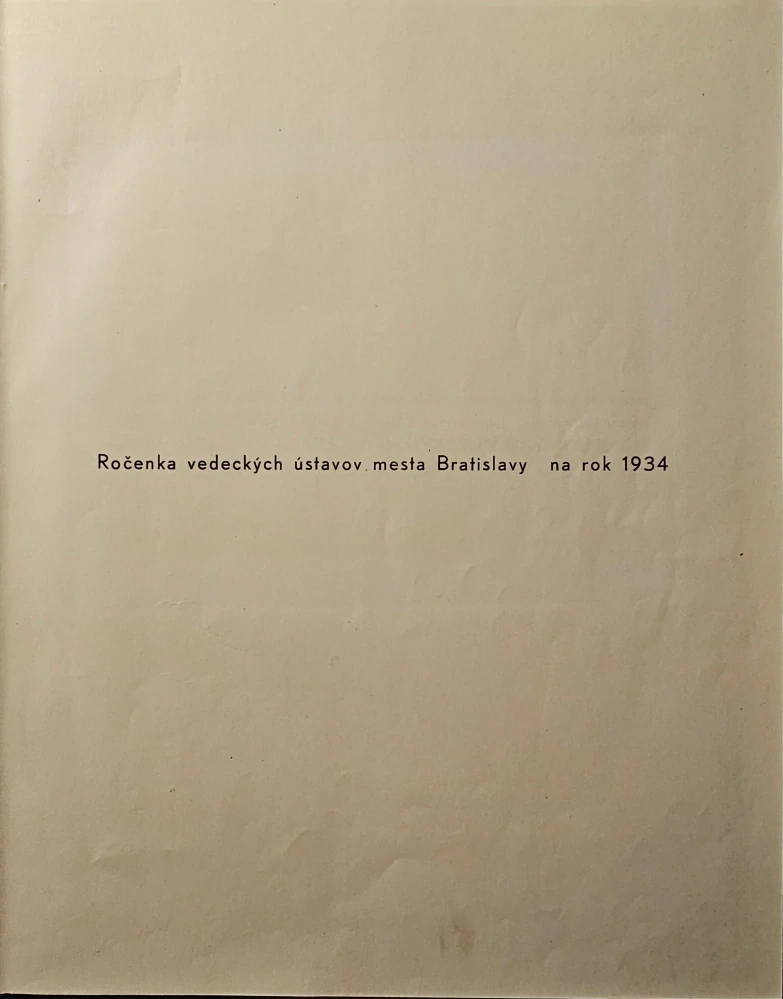 Ročenka vedeckých ústavov mesta Bratislavy na rok 1934